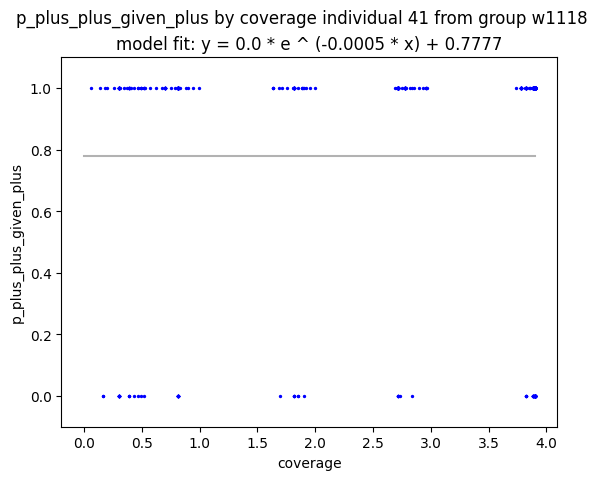 p_plus_plus_given_plus by coverage individual 41 from group w1118
model fit: y = 0.0 * e ^ (-0.0005 * x) + 0.7777
p_plus_plus_given_plus
1.0
0.8
0.6
0.4
0.2
0.0
0.0 0.5 1.0 1.5 2.0 2.5 3.0 3.5 4.0
coverage